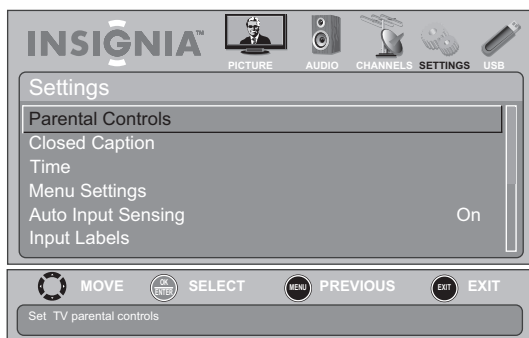 INSIGNIA™
PICTURE AUDIO CHANNELS SETTINGS USB
Settings
Parental Controls
Closed Caption
Time
Menu Settings
Auto Input Sensing On
Input Labels
MOVE OK ENTER SELECT MENU PREVIOUS EXIT EXIT
Set TV parental controls